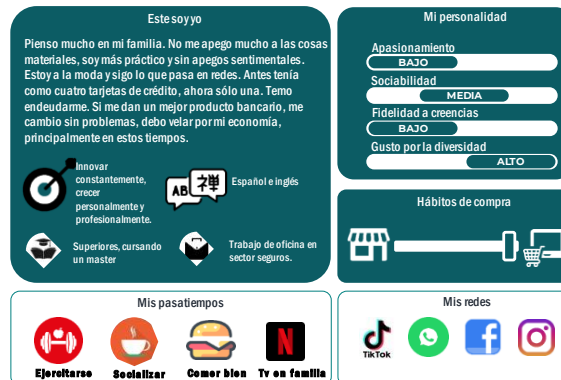 Este soy yo
Pienso mucho en mi familia. No me apego mucho a las cosas
materiales, soy más práctico y sin apegos sentimentales.
Estoy a la moda y sigo lo que pasa en redes. Antes tenía
como cuatro tarjetas de crédito, ahora sólo una. Temo
endeudarme. Si me dan un mejor producto bancario, me
cambio sin problemas, debo velar por mi economía,
principalmente en estos tiempos.
Innovar
constantemente,
crecer
personalmente y
profesionalmente.
AB
禅
Español e inglés
Superiores, cursando
un master
Trabajo de oficina en
sector seguros.
Mi personalidad
Apasionamiento
BAJO
Sociabilidad
MEDIA
Fidelidad a creencias
BAJO
Gusto por la diversidad
ALTO
Hábitos de compra
Mis pasatiempos
Ejercitarse
Socializar
Comer bien
N
Tv en familia
Mis redes
TikTok